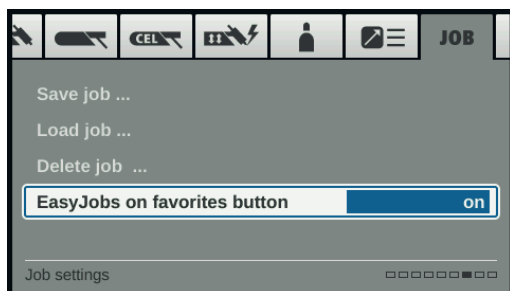 CEL JOB
Save job ...
Load job ...
Delete job ...
EasyJobs on favorites button on
Job settings